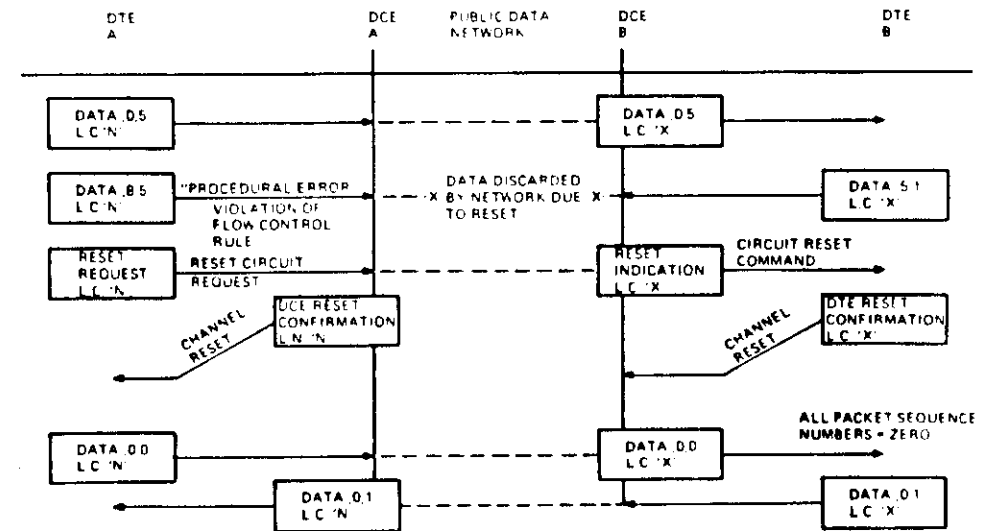 DTE
A
DCE
A
PUBLIC DATA
NETWORK
DCE
B
DTE
B
DATA ,0,5
L C 'N'
DATA ,0 5
L C 'X
DATA ,8 5
L C 'N'
"PROCEDURAL ERROR
VIOLATION OF
FLOW CONTROL
RULE
X DATA DISCARDED X
BY NETWORK DUE
TO RESET
DATA ,5 1
L C 'X'
RESET
REQUEST
L C 'N
RESET CIRCUIT
REQUEST
RESET
INDICATION
L C 'X
CIRCUIT RESET
COMMAND
DCE RESET
CONFIRMATION
L N 'N
CHANNEL
RESET
DTE RESET
CONFIRMATION
L C 'X'
CHANNEL
RESET
ALL PACKET SEQUENCE
NUMBERS = ZERO
DATA ,0 0
L C 'N'
DATA ,0,0
L C 'X'
DATA ,0,1
L C 'N
DATA ,0 1
L C 'X'